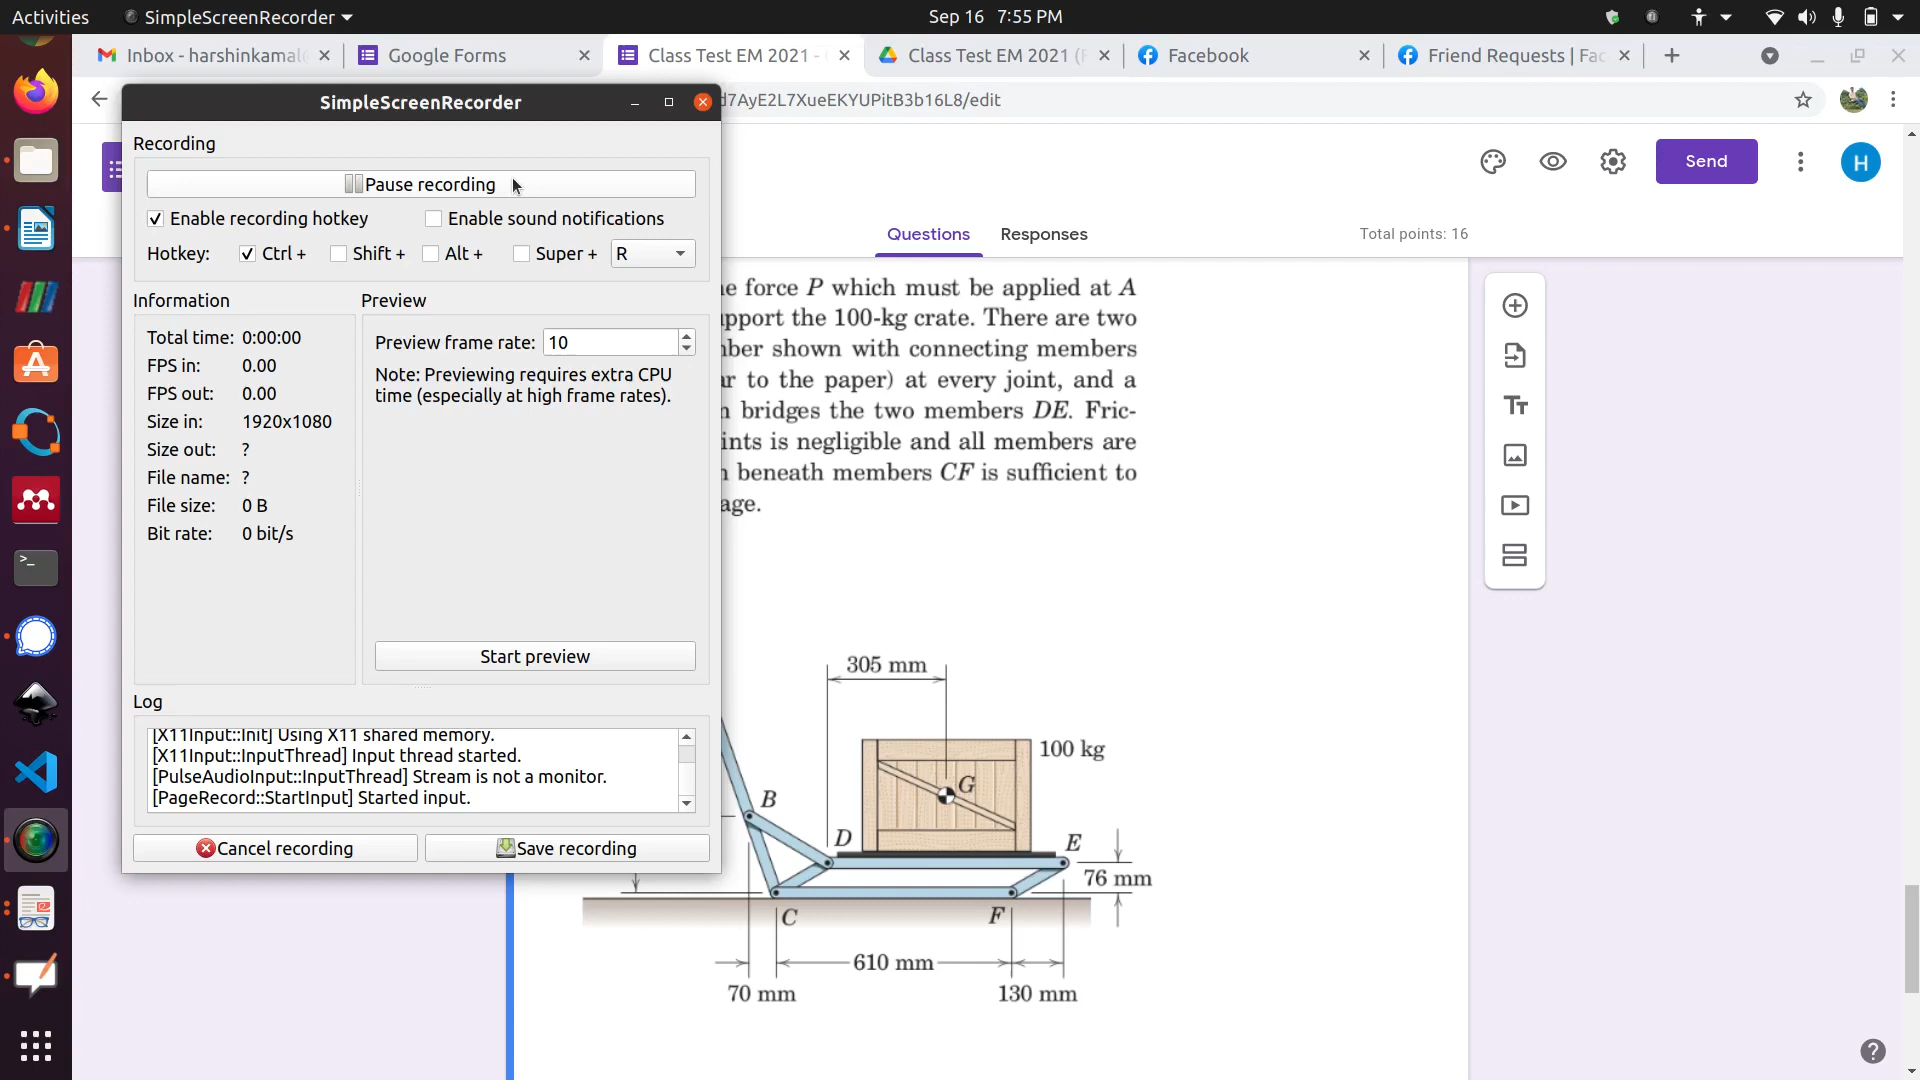 Activities
SimpleScreenRecorder
Sep 16 7:55 PM
Inbox - harshinkamal
Google Forms
Class Test EM 2021 -
Class Test EM 2021 (
Facebook
Friend Requests | Fac
d7AyE2L7XueEKYUPitB3b16L8/edit
SimpleScreenRecorder
Recording
Pause recording
Enable recording hotkey
Enable sound notifications
Hotkey:
Ctrl +
Shift +
Alt +
Super +
R
Information
Total time: 0:00:00
FPS in: 0.00
FPS out: 0.00
Size in: 1920x1080
Size out: ?
File name: ?
File size: 0 B
Bit rate: 0 bit/s
Preview
Preview frame rate: 10
Note: Previewing requires extra CPU
time (especially at high frame rates).
Start preview
Log
[X11Input::Init] Using X11 shared memory.
[X11Input::InputThread] Input thread started.
[PulseAudioInput::InputThread] Stream is not a monitor.
[PageRecord::StartInput] Started input.
Cancel recording
Save recording
Send
H
Questions
Responses
Total points: 16
force P which must be applied at A
pport the 100-kg crate. There are two
ber shown with connecting members
r to the paper) at every joint, and a
bridges the two members DE. Fric-
ints is negligible and all members are
beneath members CF is sufficient to
age.
305 mm
100 kg
G
B
D
E
76 mm
C
F
610 mm
70 mm
130 mm